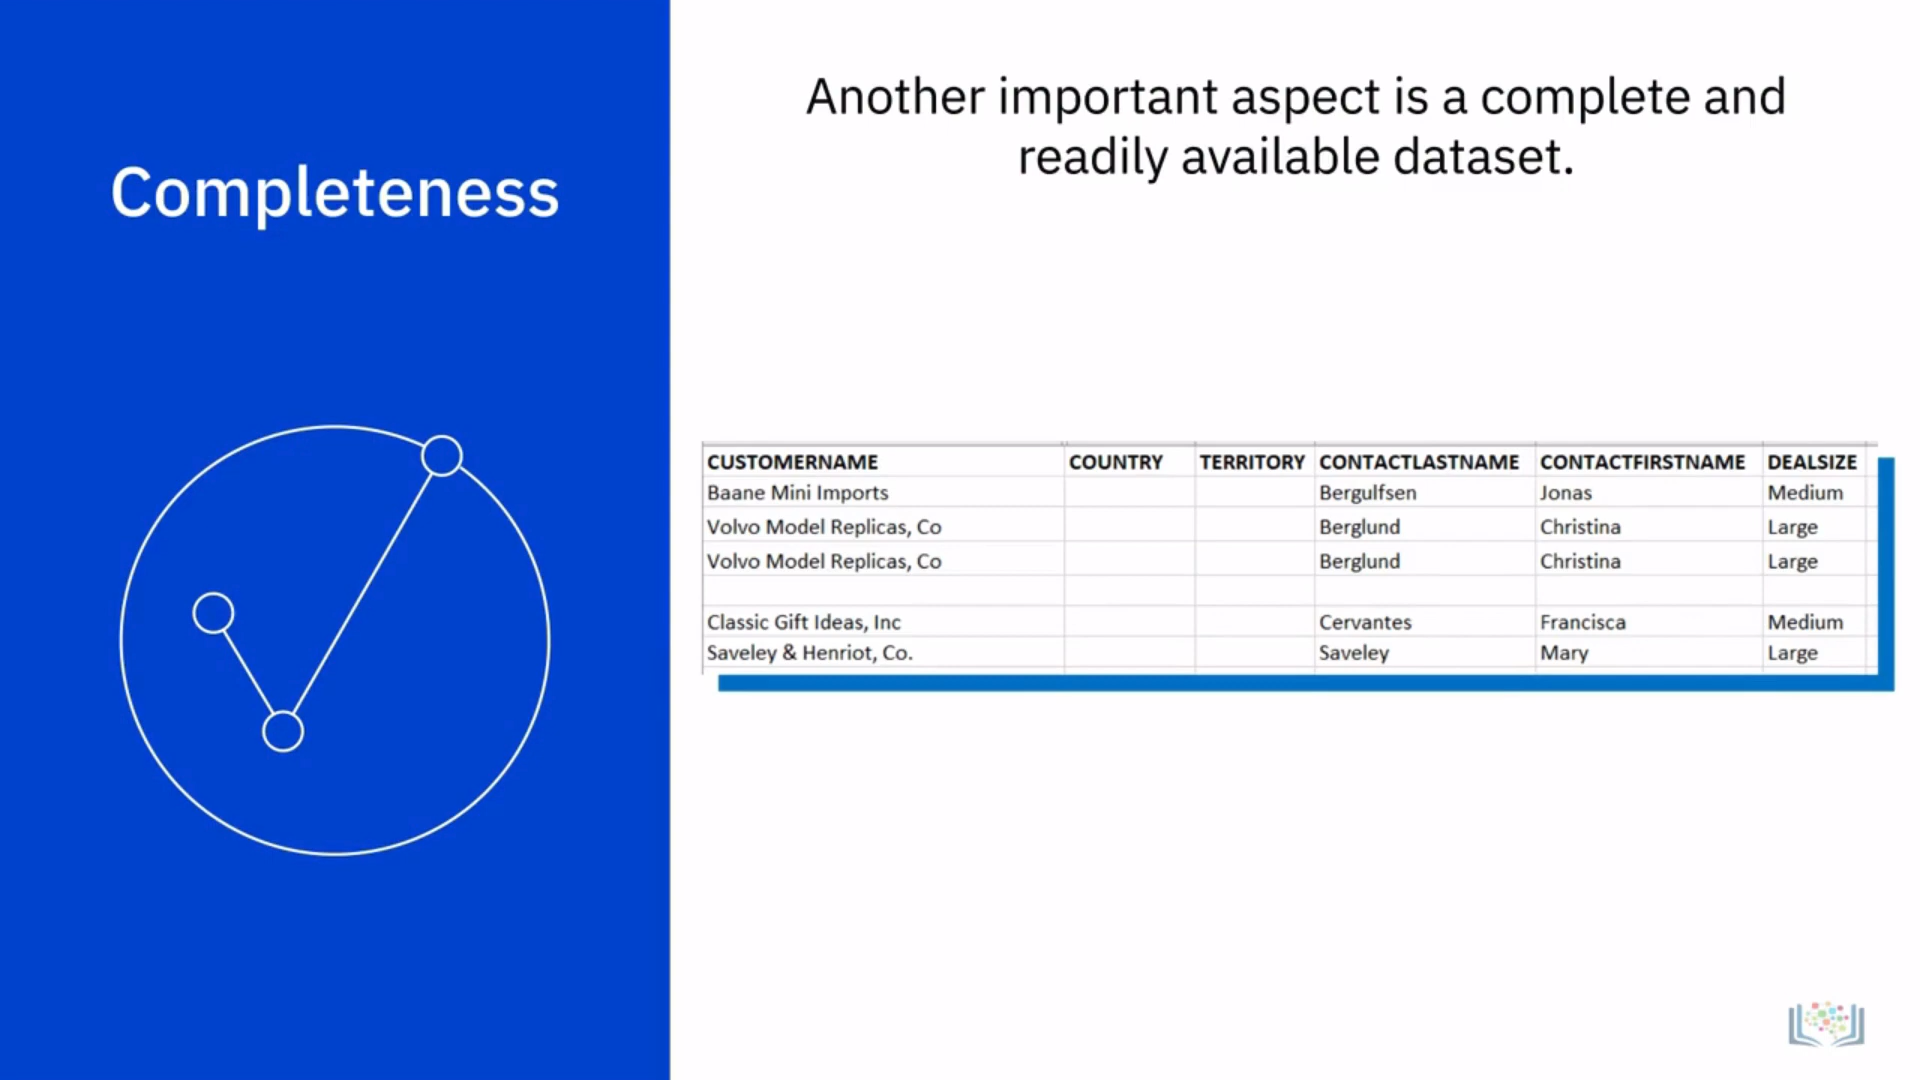 Completeness
Another important aspect is a complete and
readily available dataset.
CUSTOMERNAME COUNTRY TERRITORY CONTACTLASTNAME CONTACTFIRSTNAME DEALSIZE
Baane Mini Imports Bergulfsen Jonas Medium
Volvo Model Replicas, Co Berglund Christina Large
Volvo Model Replicas, Co Berglund Christina Large
Classic Gift Ideas, Inc Cervantes Francisca Medium
Saveley & Henriot, Co. Saveley Mary Large